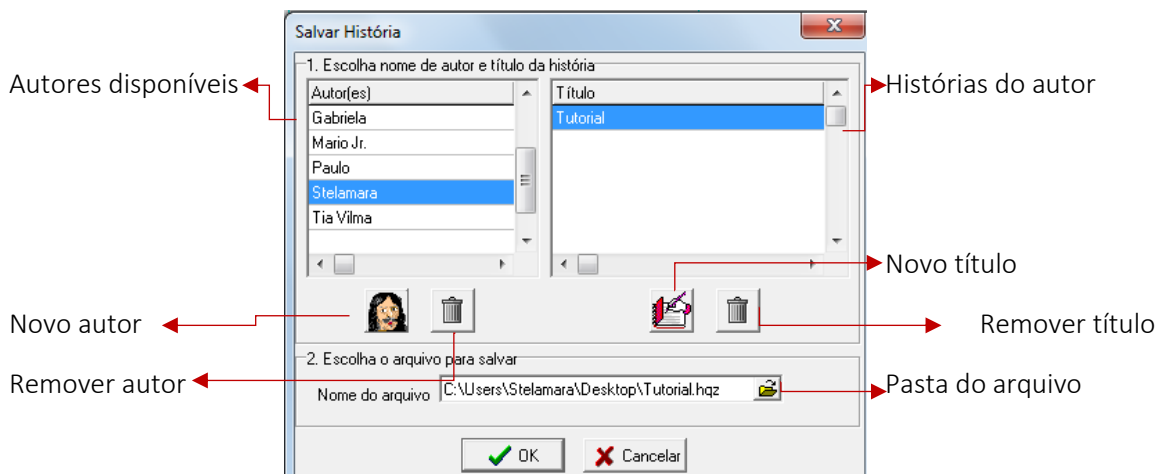 Salvar História
1. Escolha nome de autor e título da história
Autores disponíveis
Histórias do autor
Autor(es)
Título
Gabriela
Tutorial
Mario Jr.
Paulo
Stelamara
Tia Vilma
Novo título
Novo autor
Remover título
2. Escolha o arquivo para salvar
Remover autor
Nome do arquivo C:\Users\Stelamara\Desktop\Tutorial.hqz
Pasta do arquivo
OK
Cancelar